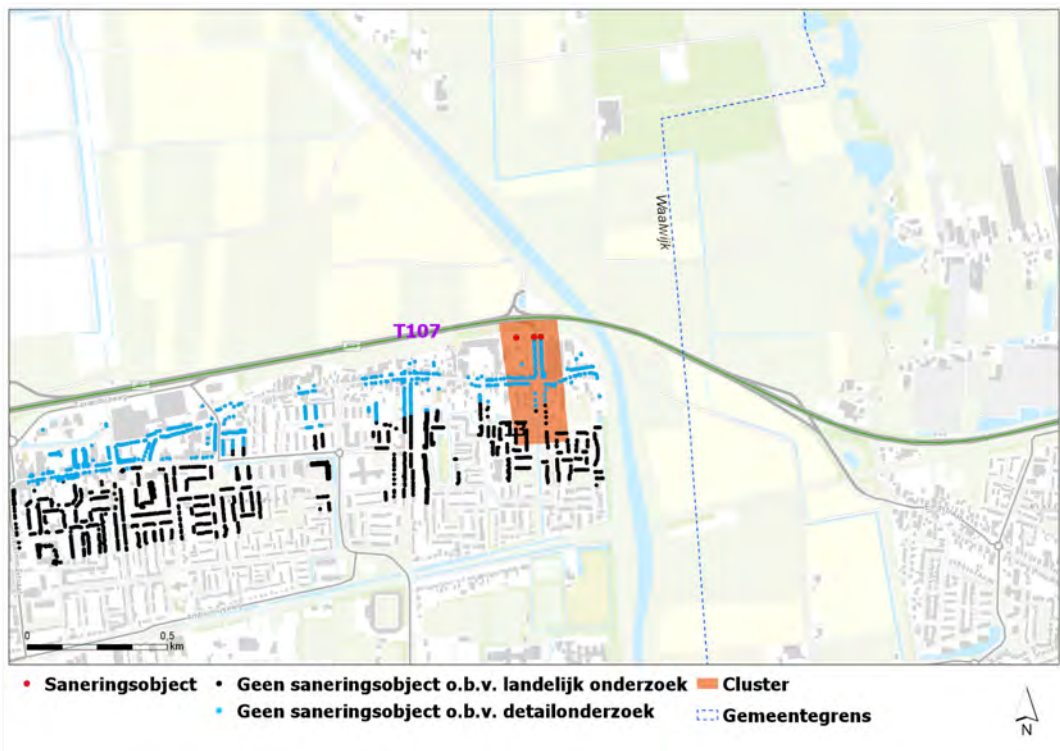 Waalwijk
T107
0
0,5
km
Saneringsobject
Geen saneringsobject o.b.v. landelijk onderzoek
Cluster
Geen saneringsobject o.b.v. detailonderzoek
Gemeentegrens
N